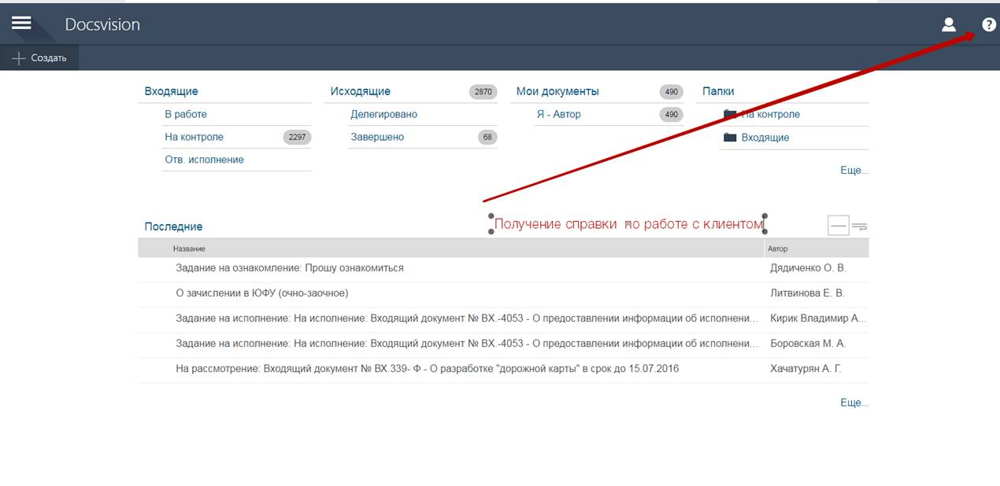 Docsvision
?
Создать
Входящие
В работе
На контроле 2297
Отв. исполнение
Исходящие 2870
Делегировано
Завершено 68
Мои документы 490
Я - Автор 490
Папки
На контроле
Входящие
Еще...
Получение справки по работе с клиентом
Последние
Название Автор
Задание на ознакомление: Прошу ознакомиться Дядиченко О. В.
О зачислении в ЮФУ (очно-заочное) Литвинова Е. В.
Задание на исполнение: На исполнение: Входящий документ № ВХ.-4053 - О предоставлении информации об исполнени... Кирик Владимир А...
Задание на исполнение: На исполнение: Входящий документ № ВХ.-4053 - О предоставлении информации об исполнени... Боровская М. А.
На рассмотрение: Входящий документ № ВХ.339- Ф - О разработке "дорожной карты" в срок до 15.07.2016 Хачатурян А. Г.
Еще...